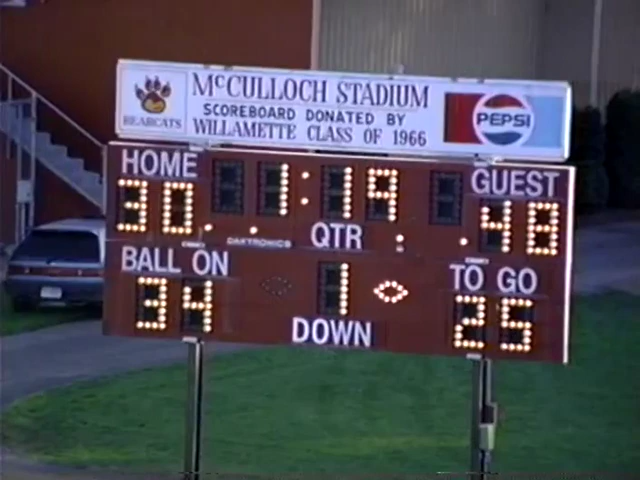 McCULLOCH STADIUM
SCOREBOARD DONATED BY
WILLAMETTE CLASS OF 1966
BEARCATS
PEPSI
HOME 1:19 GUEST
30 48
DAKTRONICS QTR
BALL ON 1 TO GO
34 25
DOWN